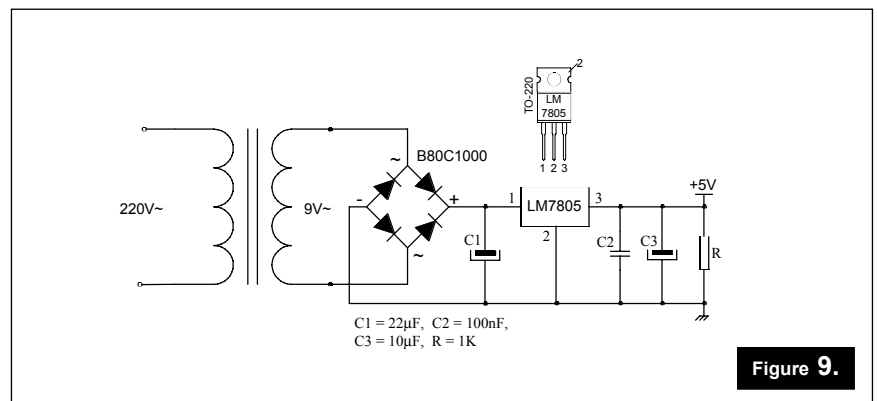 2
TO-220
LM
7805
1 2 3
~
B80C1000
220V~
9V~
-
+
1
LM7805
3
+5V
2
C1
C2
C3
R
~
C1 = 22µF, C2 = 100nF,
C3 = 10µF, R = 1K
Figure 9.